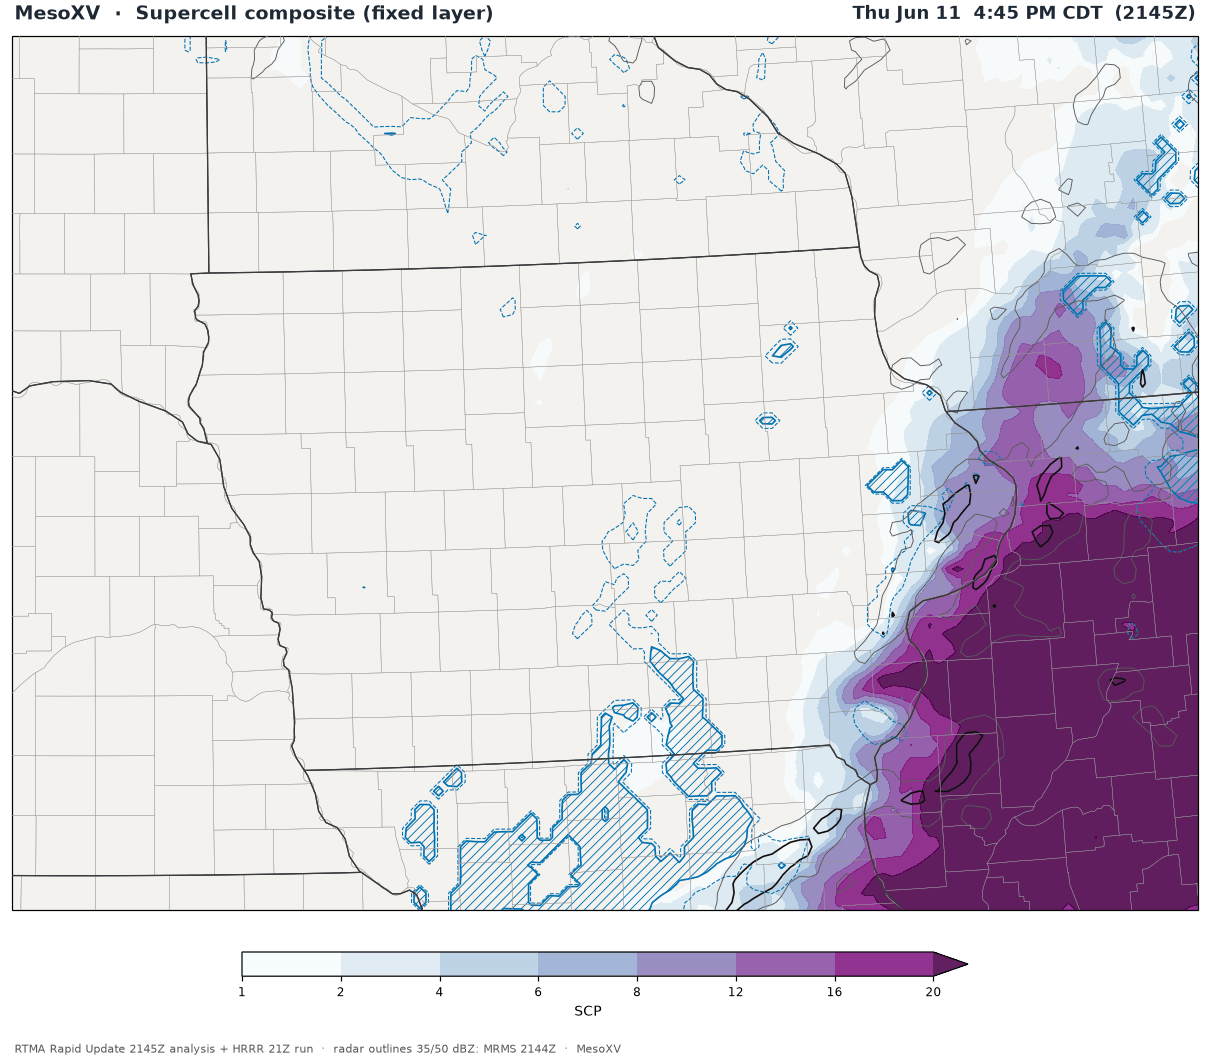 MesoXV · Supercell composite (fixed layer)
Thu Jun 11 4:45 PM CDT (2145Z)
1 2 4 6 8 12 16 20
SCP
RTMA Rapid Update 2145Z analysis + HRRR 21Z run · radar outlines 35/50 dBZ: MRMS 2144Z · MesoXV